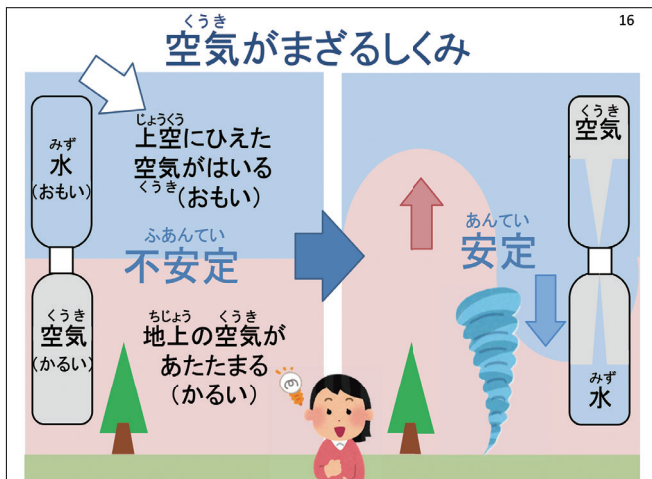 16
くうき
空気がまざるしくみ
みず
水
(おもい)
じょうくう
上空にひえた
空気がはいる
くうき
(おもい)
ふあんてい
不安定
くうき
空気
(かるい)
ちじょう くうき
地上の空気が
あたたまる
(かるい)
あんてい
安定
くうき
空気
みず
水